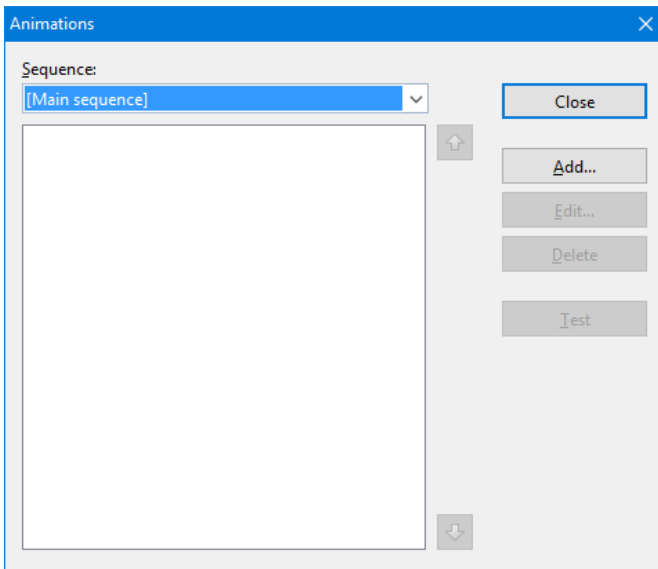 Animations
Sequence:
[Main sequence]
Close
Add...
Edit...
Delete
Test